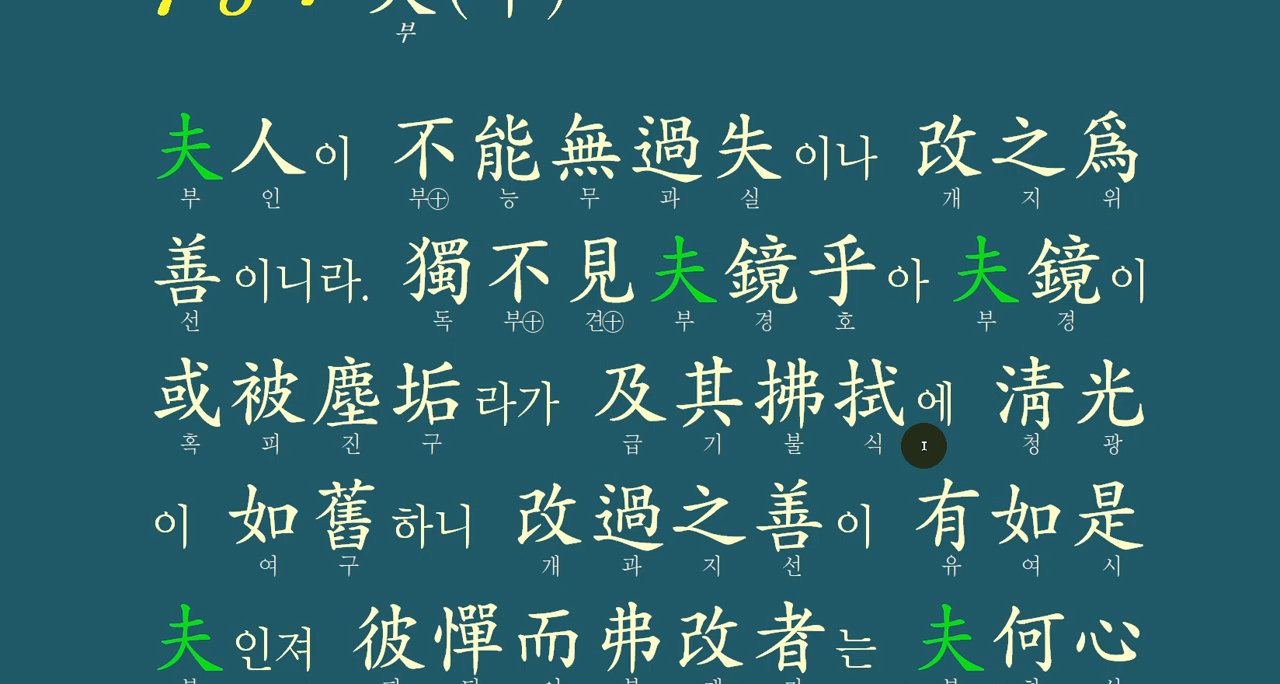 夫(부)
부
夫人이 不能無過失이나 改之爲
부 인 부㊉ 능 무 과 실 개 지 위
善이니라. 獨不見夫鏡乎아 夫鏡이
선 독 부㊉ 견㊉ 부 경 호 부 경
或被塵垢라가 及其拂拭에 淸光
혹 피 진 구 급 기 불 식 청 광
이 如舊하니 改過之善이 有如是
여 구 개 과 지 선 유 여 시
夫인져 彼憚而弗改者는 夫何心